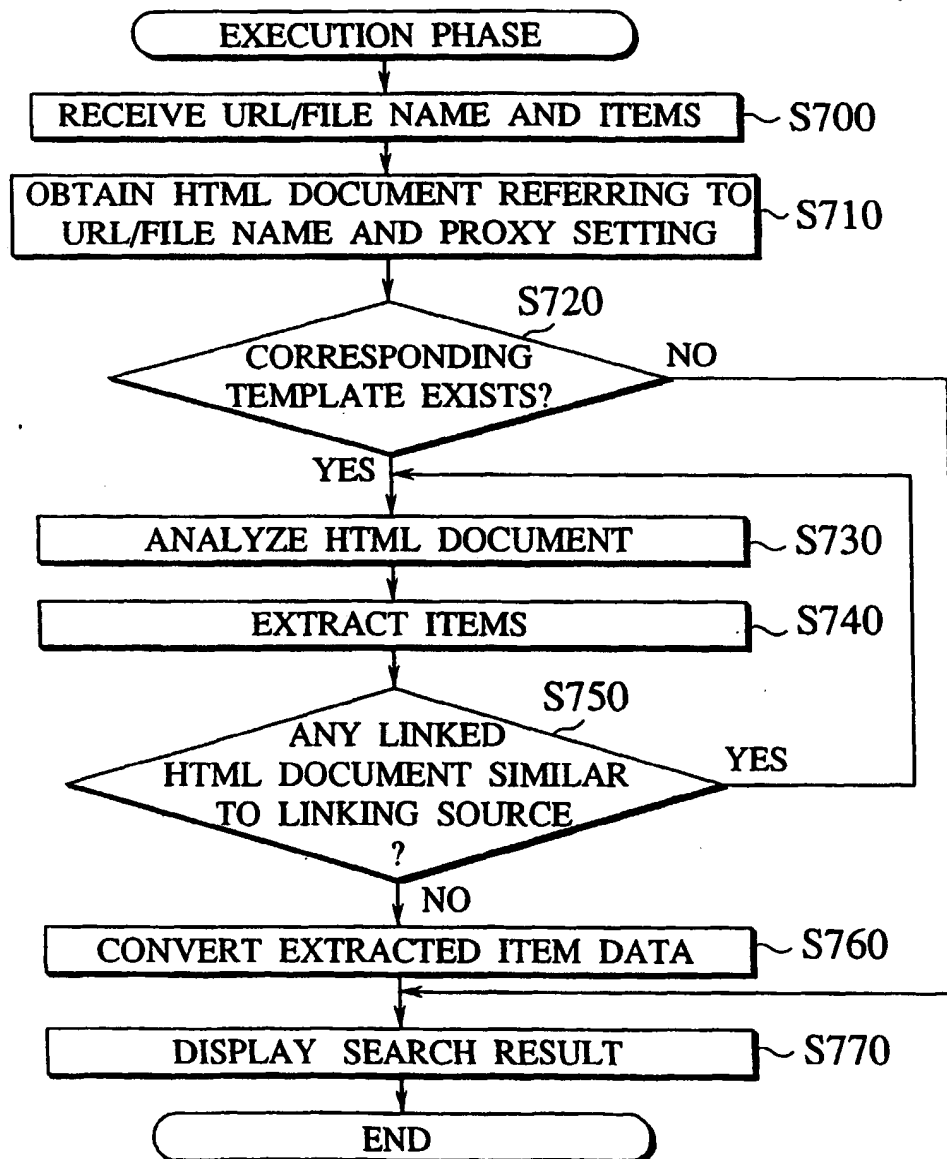 EXECUTION PHASE
RECEIVE URL/FILE NAME AND ITEMS
S700
OBTAIN HTML DOCUMENT REFERRING TO
URL/FILE NAME AND PROXY SETTING
S710
S720
CORRESPONDING
TEMPLATE EXISTS?
NO
YES
ANALYZE HTML DOCUMENT
S730
EXTRACT ITEMS
S740
S750
ANY LINKED
HTML DOCUMENT SIMILAR
TO LINKING SOURCE
?
YES
NO
CONVERT EXTRACTED ITEM DATA
S760
DISPLAY SEARCH RESULT
S770
END